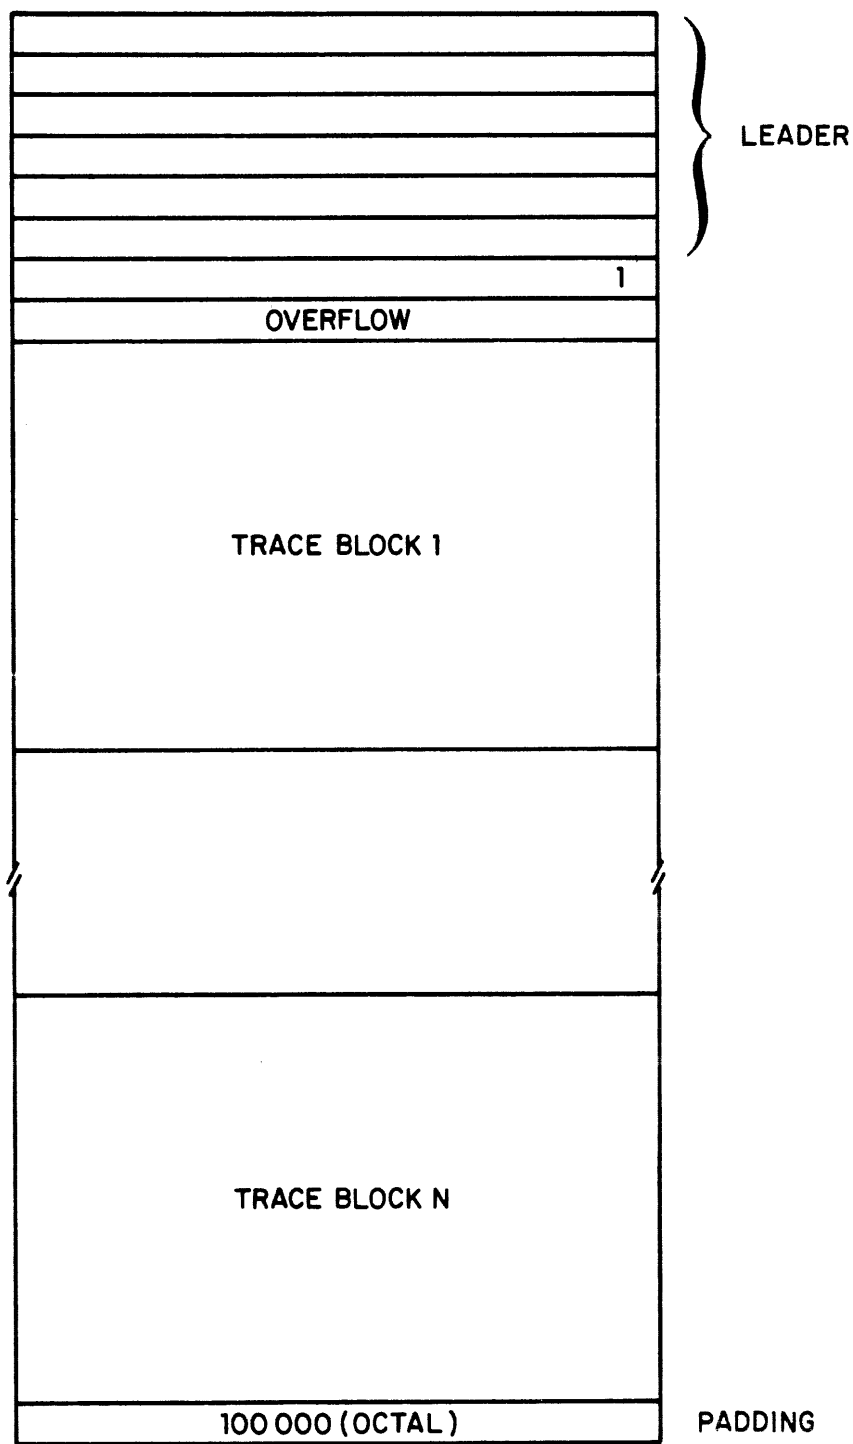 LEADER
1
OVERFLOW
TRACE BLOCK 1
TRACE BLOCK N
100 000 (OCTAL)
PADDING